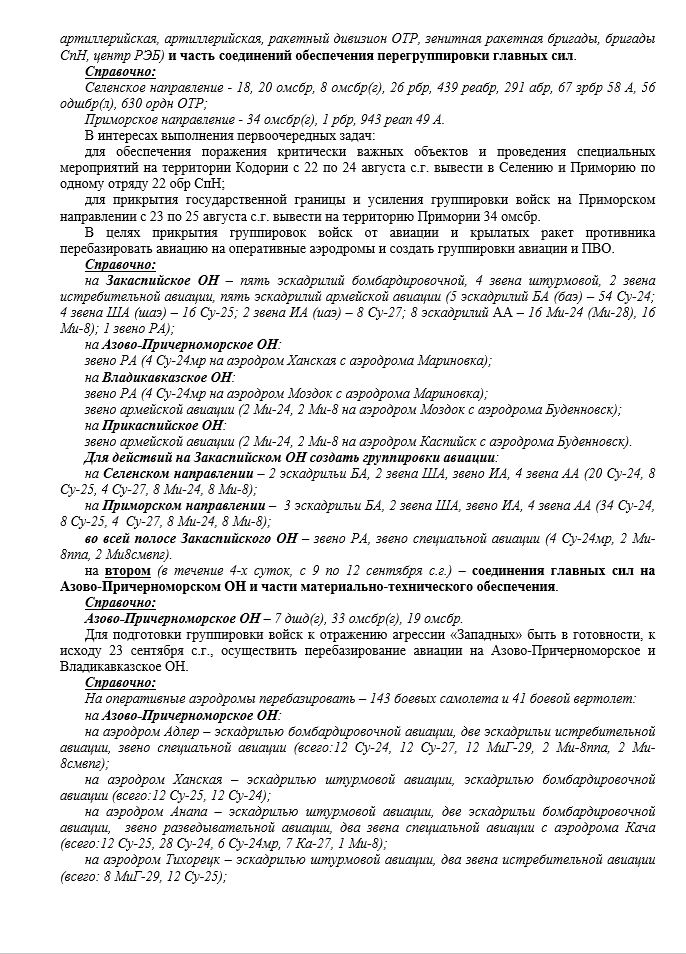 артиллерийская, артиллерийская, ракетный дивизион ОТР, зенитная ракетная бригады, бригады
СпН, центр РЭБ) и часть соединений обеспечения перегруппировки главных сил.
Справочно:
Селенское направление - 18, 20 омсбр, 8 омсбр(г), 26 рбр, 439 реабр, 291 абр, 67 зрбр 58 А, 56
одшбр(л), 630 ордн ОТР;
Приморское направление - 34 омсбр(г), 1 рбр, 943 реап 49 А.
В интересах выполнения первоочередных задач:
для обеспечения поражения критически важных объектов и проведения специальных
мероприятий на территории Кодории с 22 по 24 августа с.г. вывести в Селению и Приморию по
одному отряду 22 обр СпН;
для прикрытия государственной границы и усиления группировки войск на Приморском
направлении с 23 по 25 августа с.г. вывести на территорию Примории 34 омсбр.
В целях прикрытия группировок войск от авиации и крылатых ракет противника
перебазировать авиацию на оперативные аэродромы и создать группировки авиации и ПВО.
Справочно:
на Закаспийское ОН – пять эскадрилий бомбардировочной, 4 звена штурмовой, 2 звена
истребительной авиации, пять эскадрилий армейской авиации (5 эскадрилий БА (баэ) – 54 Су-24;
4 звена ША (шаэ) – 16 Су-25; 2 звена ИА (иаэ) – 8 Су-27; 8 эскадрилий АА – 16 Ми-24 (Ми-28), 16
Ми-8); 1 звено РА);
на Азово-Причерноморское ОН:
звено РА (4 Су-24мр на аэродром Ханская с аэродрома Мариновка);
на Владикавказское ОН:
звено РА (4 Су-24мр на аэродром Моздок с аэродрома Мариновка);
звено армейской авиации (2 Ми-24, 2 Ми-8 на аэродром Моздок с аэродрома Буденновск);
на Прикаспийское ОН:
звено армейской авиации (2 Ми-24, 2 Ми-8 на аэродром Каспийск с аэродрома Буденновск).
Для действий на Закаспийском ОН создать группировки авиации:
на Селенском направлении – 2 эскадрильи БА, 2 звена ША, звено ИА, 4 звена АА (20 Су-24, 8
Су-25, 4 Су-27, 8 Ми-24, 8 Ми-8);
на Приморском направлении – 3 эскадрильи БА, 2 звена ША, звено ИА, 4 звена АА (34 Су-24,
8 Су-25, 4 Су-27, 8 Ми-24, 8 Ми-8);
во всей полосе Закаспийского ОН – звено РА, звено специальной авиации (4 Су-24мр, 2 Ми-
8ппа, 2 Ми8смвпг).
на втором (в течение 4-х суток, с 9 по 12 сентября с.г.) – соединения главных сил на
Азово-Причерноморском ОН и части материально-технического обеспечения.
Справочно:
Азово-Причерноморское ОН – 7 дшд(г), 33 омсбр(г), 19 омсбр.
Для подготовки группировки войск к отражению агрессии «Западных» быть в готовности, к
исходу 23 сентября с.г., осуществить перебазирование авиации на Азово-Причерноморское и
Владикавказское ОН.
Справочно:
На оперативные аэродромы перебазировать – 143 боевых самолета и 41 боевой вертолет:
на Азово-Причерноморское ОН:
на аэродром Адлер – эскадрилью бомбардировочной авиации, две эскадрильи истребительной
авиации, звено специальной авиации (всего:12 Су-24, 12 Су-27, 12 МиГ-29, 2 Ми-8ппа, 2 Ми-
8смвпг);
на аэродром Ханская – эскадрилью штурмовой авиации, эскадрилью бомбардировочной
авиации (всего:12 Су-25, 12 Су-24);
на аэродром Анапа – эскадрилью штурмовой авиации, две эскадрильи бомбардировочной
авиации, звено разведывательной авиации, два звена специальной авиации с аэродрома Кача
(всего:12 Су-25, 28 Су-24, 6 Су-24мр, 7 Ка-27, 1 Ми-8);
на аэродром Тихорецк – эскадрилью штурмовой авиации, два звена истребительной авиации
(всего: 8 МиГ-29, 12 Су-25);